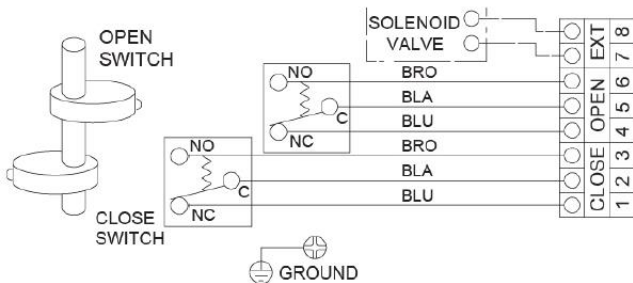 OPEN
SWITCH
SOLENOID
VALVE
NO
C
NC
BRO
BLA
BLU
NO
C
NC
BRO
BLA
BLU
EXT
OPEN
CLOSE
8
7
6
5
4
3
2
1
CLOSE
SWITCH
GROUND